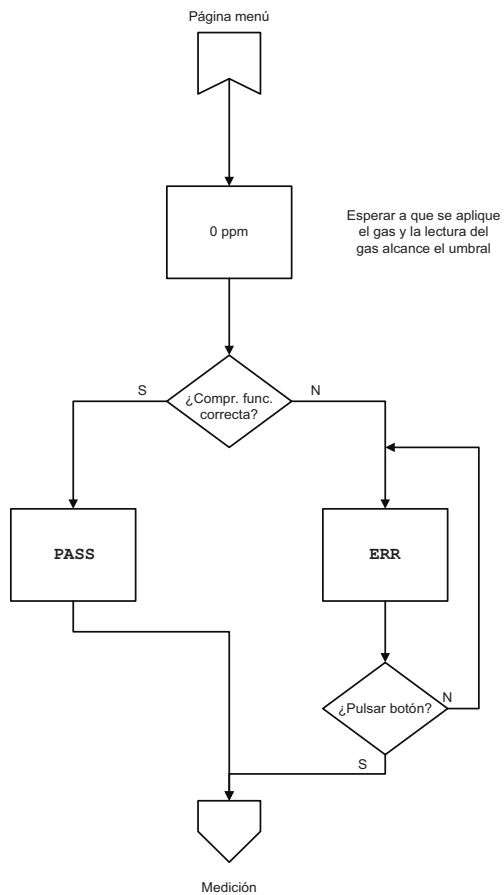 Página menú
0 ppm
Esperar a que se aplique
el gas y la lectura del
gas alcance el umbral
¿Compr. func.
correcta?
S
N
PASS
ERR
¿Pulsar botón?
N
S
Medición